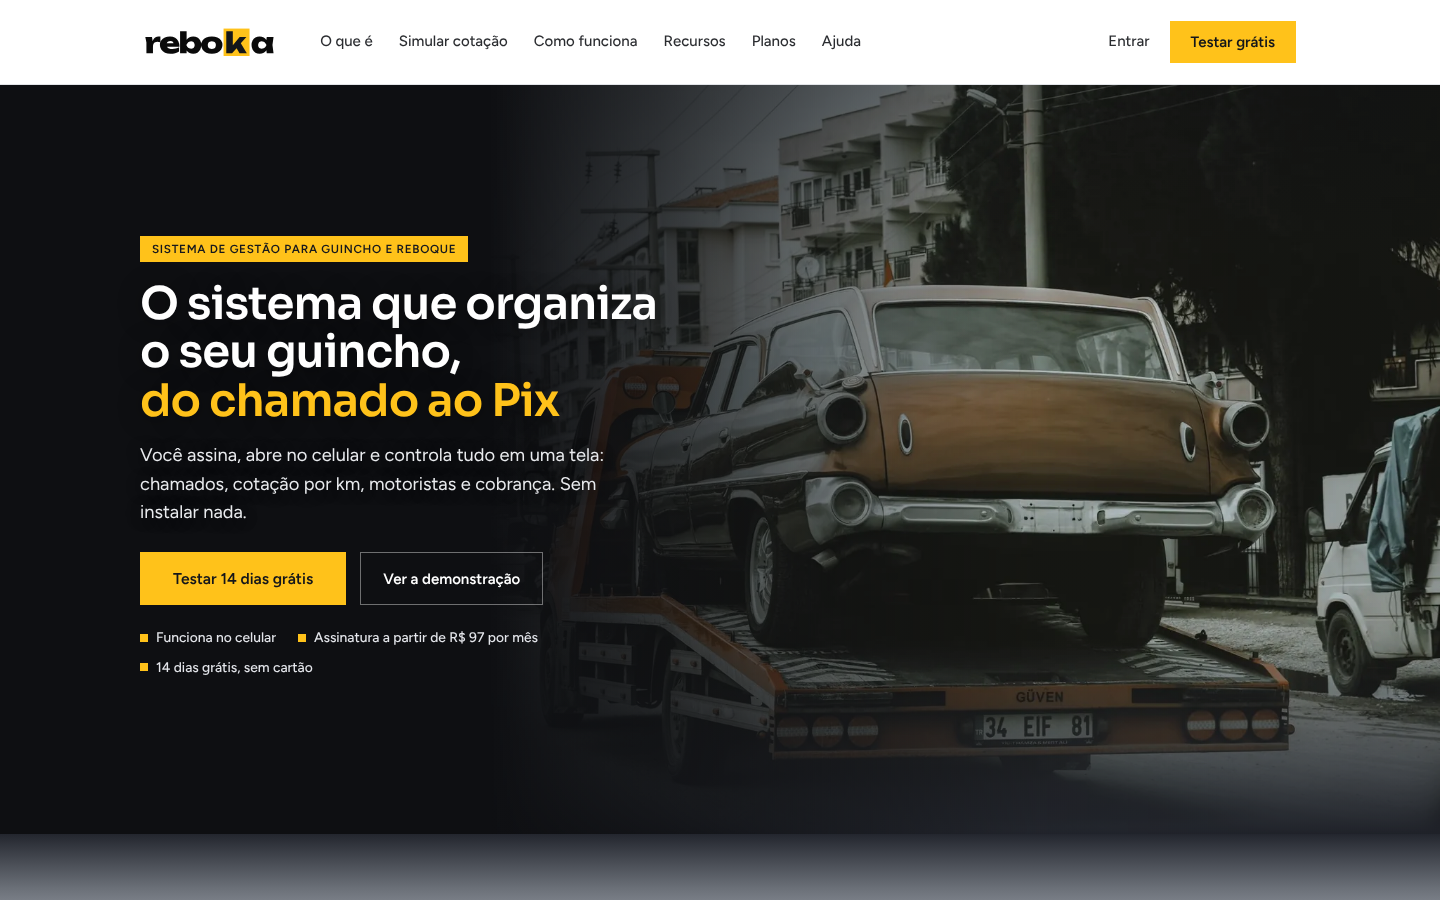 reboka
O que é
Simular cotação
Como funciona
Recursos
Planos
Ajuda
Entrar
Testar grátis
SISTEMA DE GESTÃO PARA GUINCHO E REBOQUE
O sistema que organiza
o seu guincho,
do chamado ao Pix
Você assina, abre no celular e controla tudo em uma tela:
chamados, cotação por km, motoristas e cobrança. Sem
instalar nada.
Testar 14 dias grátis
Ver a demonstração
Funciona no celular
Assinatura a partir de R$ 97 por mês
14 dias grátis, sem cartão
GÜVEN
34 EIF 81